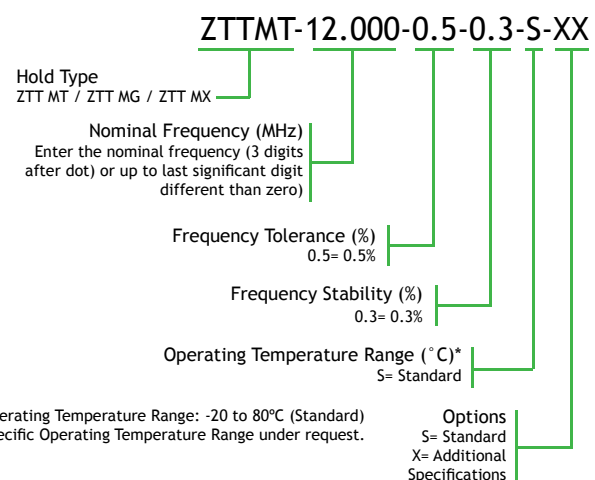 ZTTMT-12.000-0.5-0.3-S-XX
Hold Type
ZTT MT / ZTT MG / ZTT MX
Nominal Frequency (MHz)
Enter the nominal frequency (3 digits
after dot) or up to last significant digit
different than zero)
Frequency Tolerance (%)
0.5= 0.5%
Frequency Stability (%)
0.3= 0.3%
Operating Temperature Range (°C)*
S= Standard
erating Temperature Range: -20 to 80ºC (Standard)
ecific Operating Temperature Range under request.
Options
S= Standard
X= Additional
Specifications